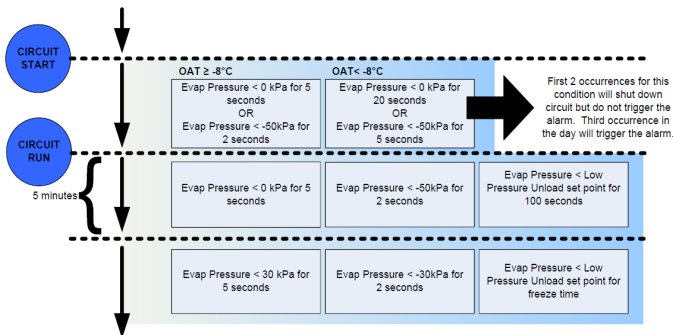 CIRCUIT
START
OAT ≥ -8°C
OAT< -8°C
Evap Pressure < 0 kPa for 5
seconds
OR
Evap Pressure < -50kPa for
2 seconds
Evap Pressure < 0 kPa for
20 seconds
OR
Evap Pressure < -50kPa for
5 seconds
First 2 occurrences for this
condition will shut down
circuit but do not trigger the
alarm. Third occurrence in
the day will trigger the alarm.
CIRCUIT
RUN
5 minutes
Evap Pressure < 0 kPa for 5
seconds
Evap Pressure < -50kPa for
2 seconds
Evap Pressure < Low
Pressure Unload set point for
100 seconds
Evap Pressure < 30 kPa for
5 seconds
Evap Pressure < -30kPa for
2 seconds
Evap Pressure < Low
Pressure Unload set point for
freeze time